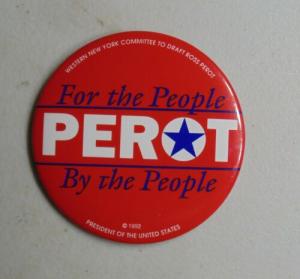 WESTERN NEW YORK COMMITTEE TO DRAFT ROSS PEROT
For the People
PEROT
By the People
© 1992
PRESIDENT OF THE UNITED STATES